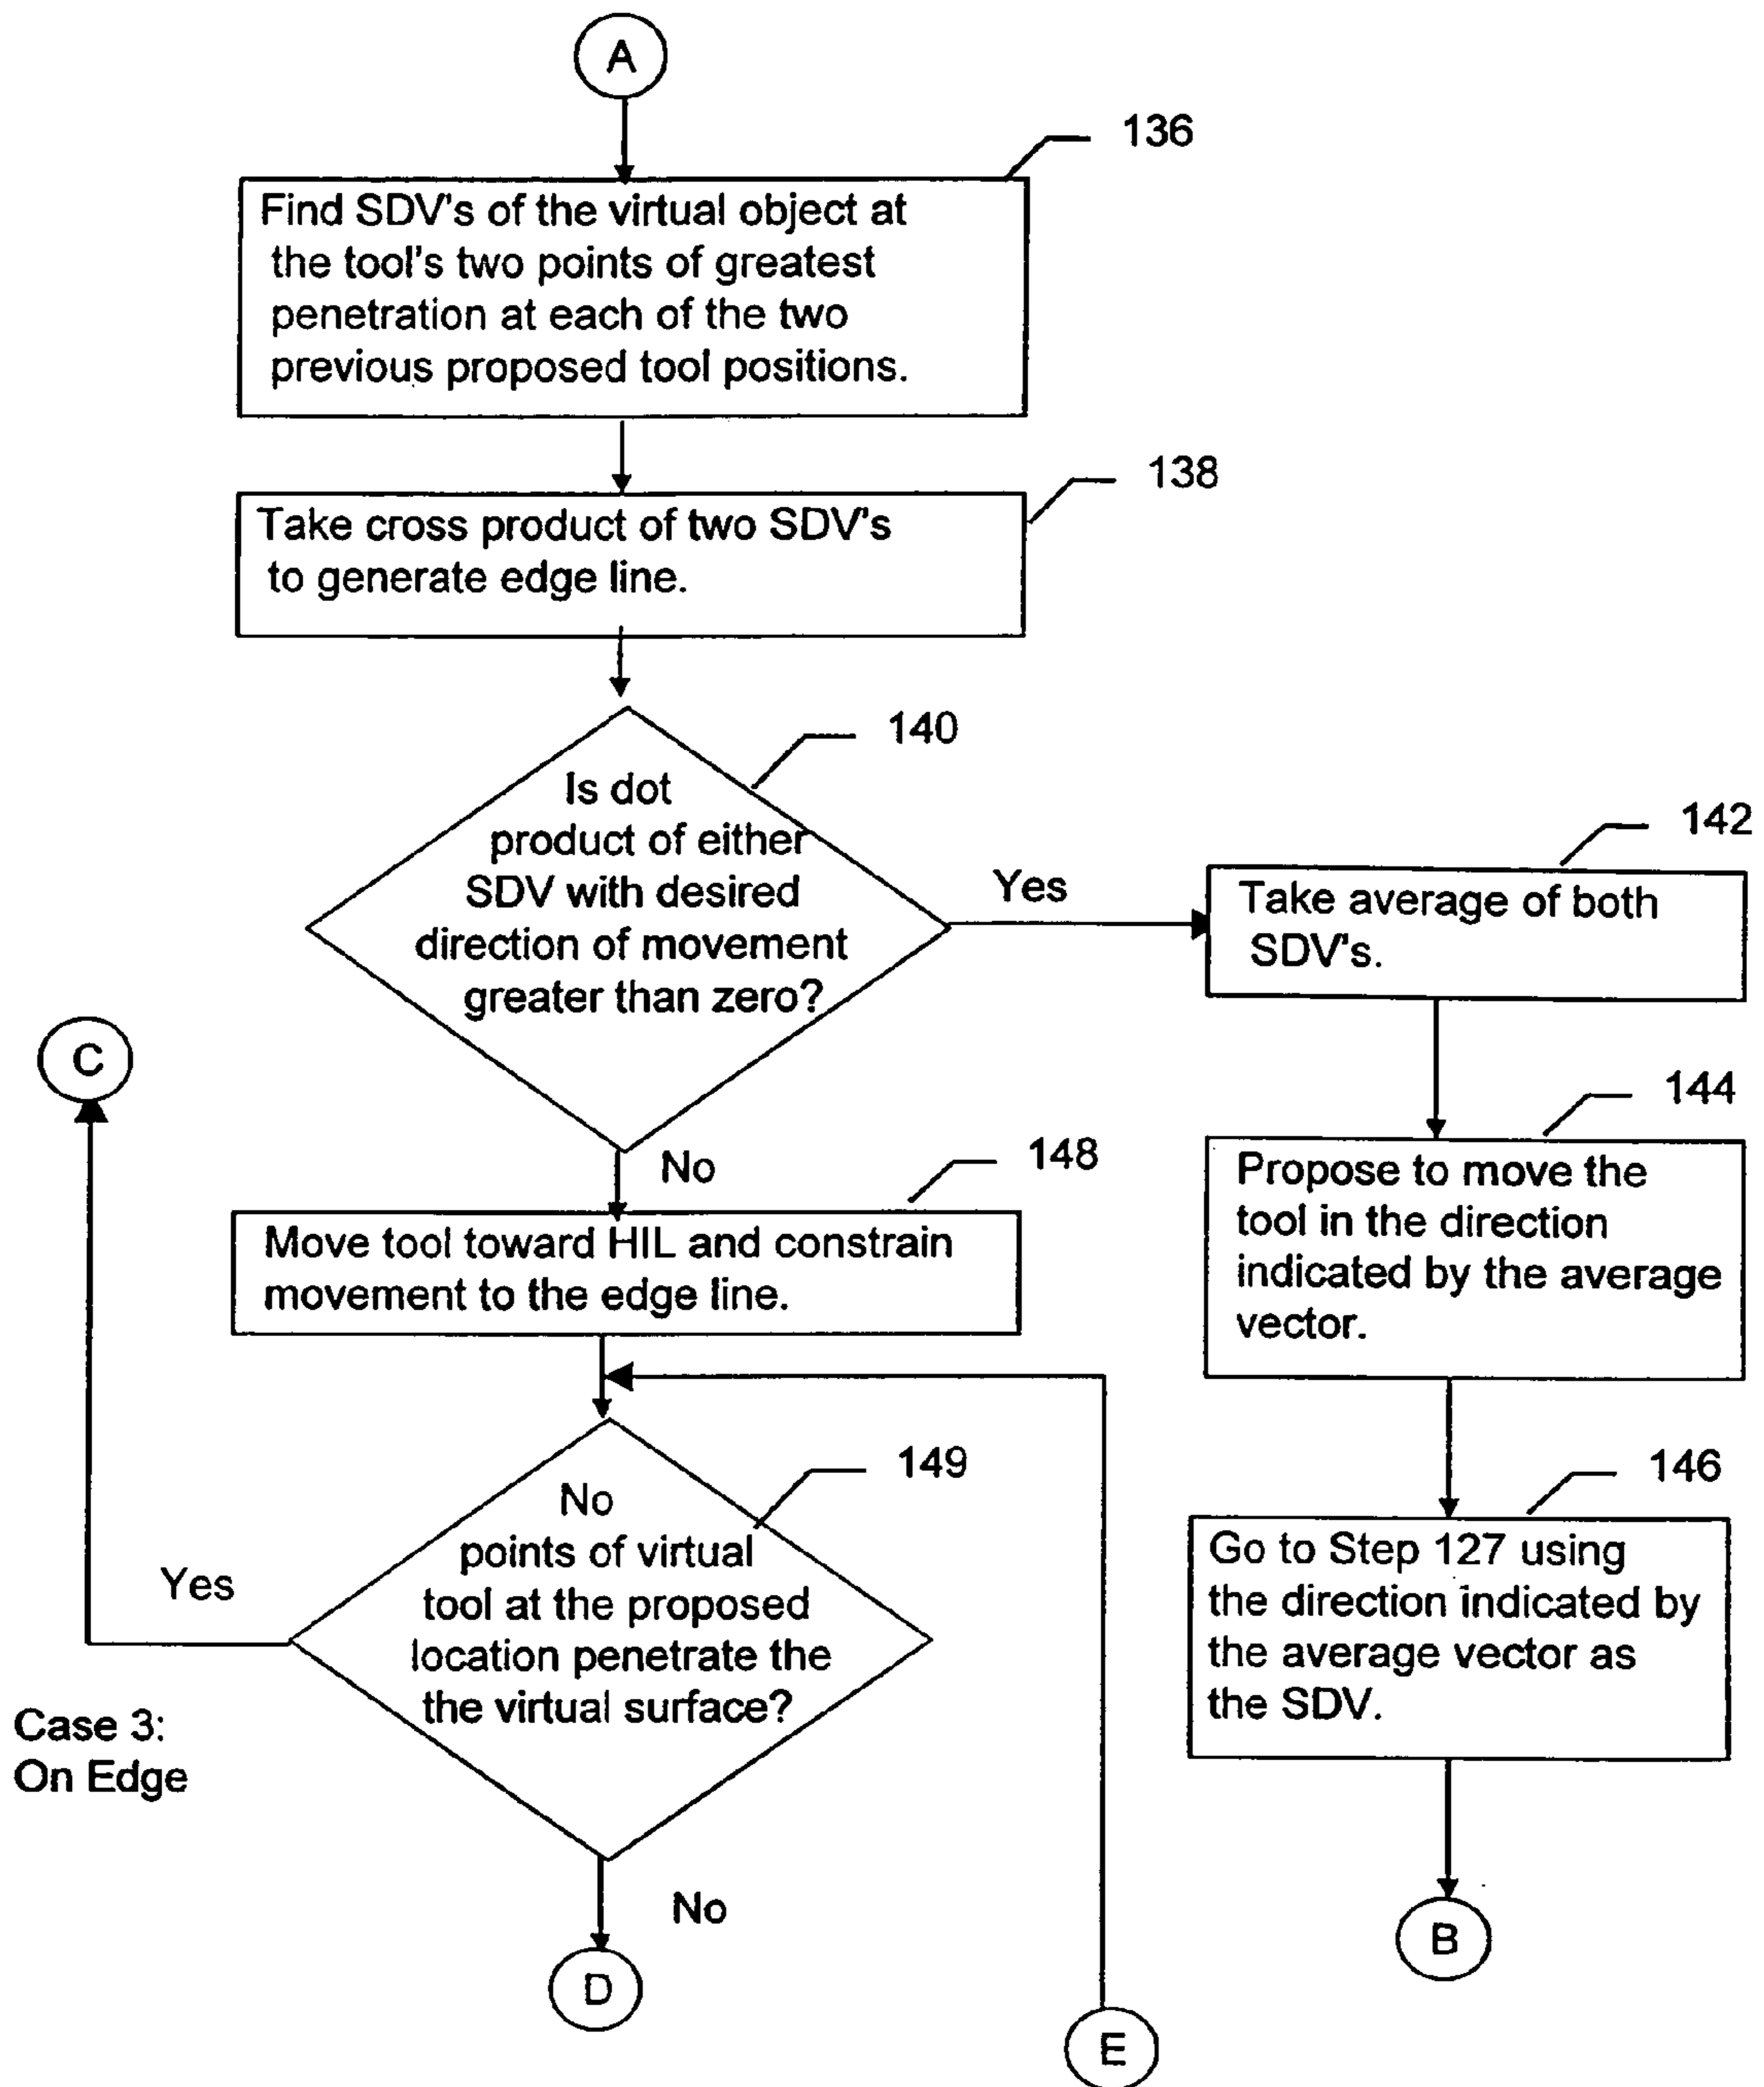 A
136
Find SDV's of the virtual object at
the tool's two points of greatest
penetration at each of the two
previous proposed tool positions.
138
Take cross product of two SDV's
to generate edge line.
140
Is dot
product of either
SDV with desired
direction of movement
greater than zero?
Yes
142
Take average of both
SDV's.
C
144
Propose to move the
tool in the direction
indicated by the average
vector.
No
148
Move tool toward HIL and constrain
movement to the edge line.
149
No
points of virtual
tool at the proposed
location penetrate the
the virtual surface?
Yes
146
Go to Step 127 using
the direction indicated by
the average vector as
the SDV.
Case 3:
On Edge
No
B
D
E